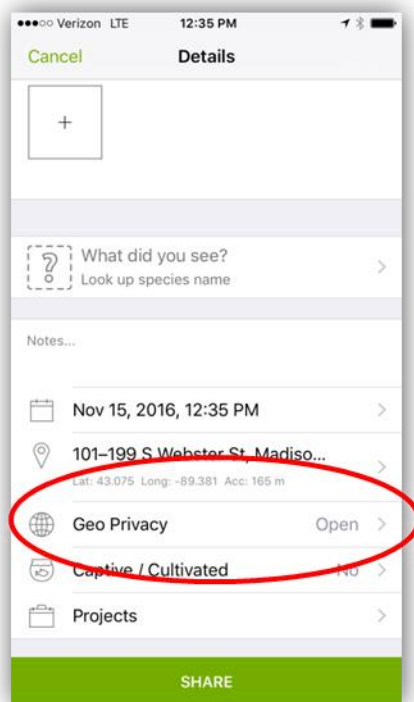 Verizon LTE 12:35 PM
Cancel Details
+
What did you see?
Look up species name
Notes...
Nov 15, 2016, 12:35 PM
101–199 S Webster St, Madiso...
Lat: 43.075 Long: -89.381 Acc: 165 m
Geo Privacy Open
Captive / Cultivated No
Projects
SHARE